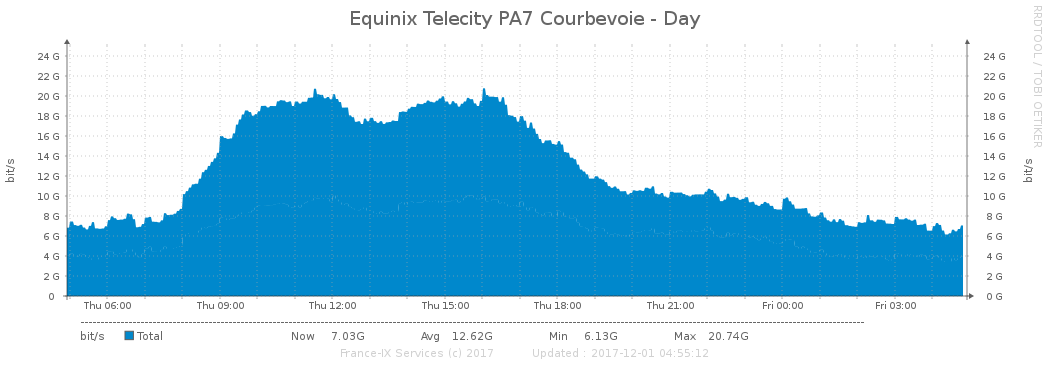 Equinix Telecity PA7 Courbevoie - Day
RRDTOOL / TOBI OETIKER
bit/s
bit/s
24 G 24 G
22 G 22 G
20 G 20 G
18 G 18 G
16 G 16 G
14 G 14 G
12 G 12 G
10 G 10 G
8 G 8 G
6 G 6 G
4 G 4 G
2 G 2 G
0 0 G
Thu 06:00 Thu 09:00 Thu 12:00 Thu 15:00 Thu 18:00 Thu 21:00 Fri 00:00 Fri 03:00
bit/s Total Now 7.03G Avg 12.62G Min 6.13G Max 20.74G
France-IX Services (c) 2017 Updated : 2017-12-01 04:55:12